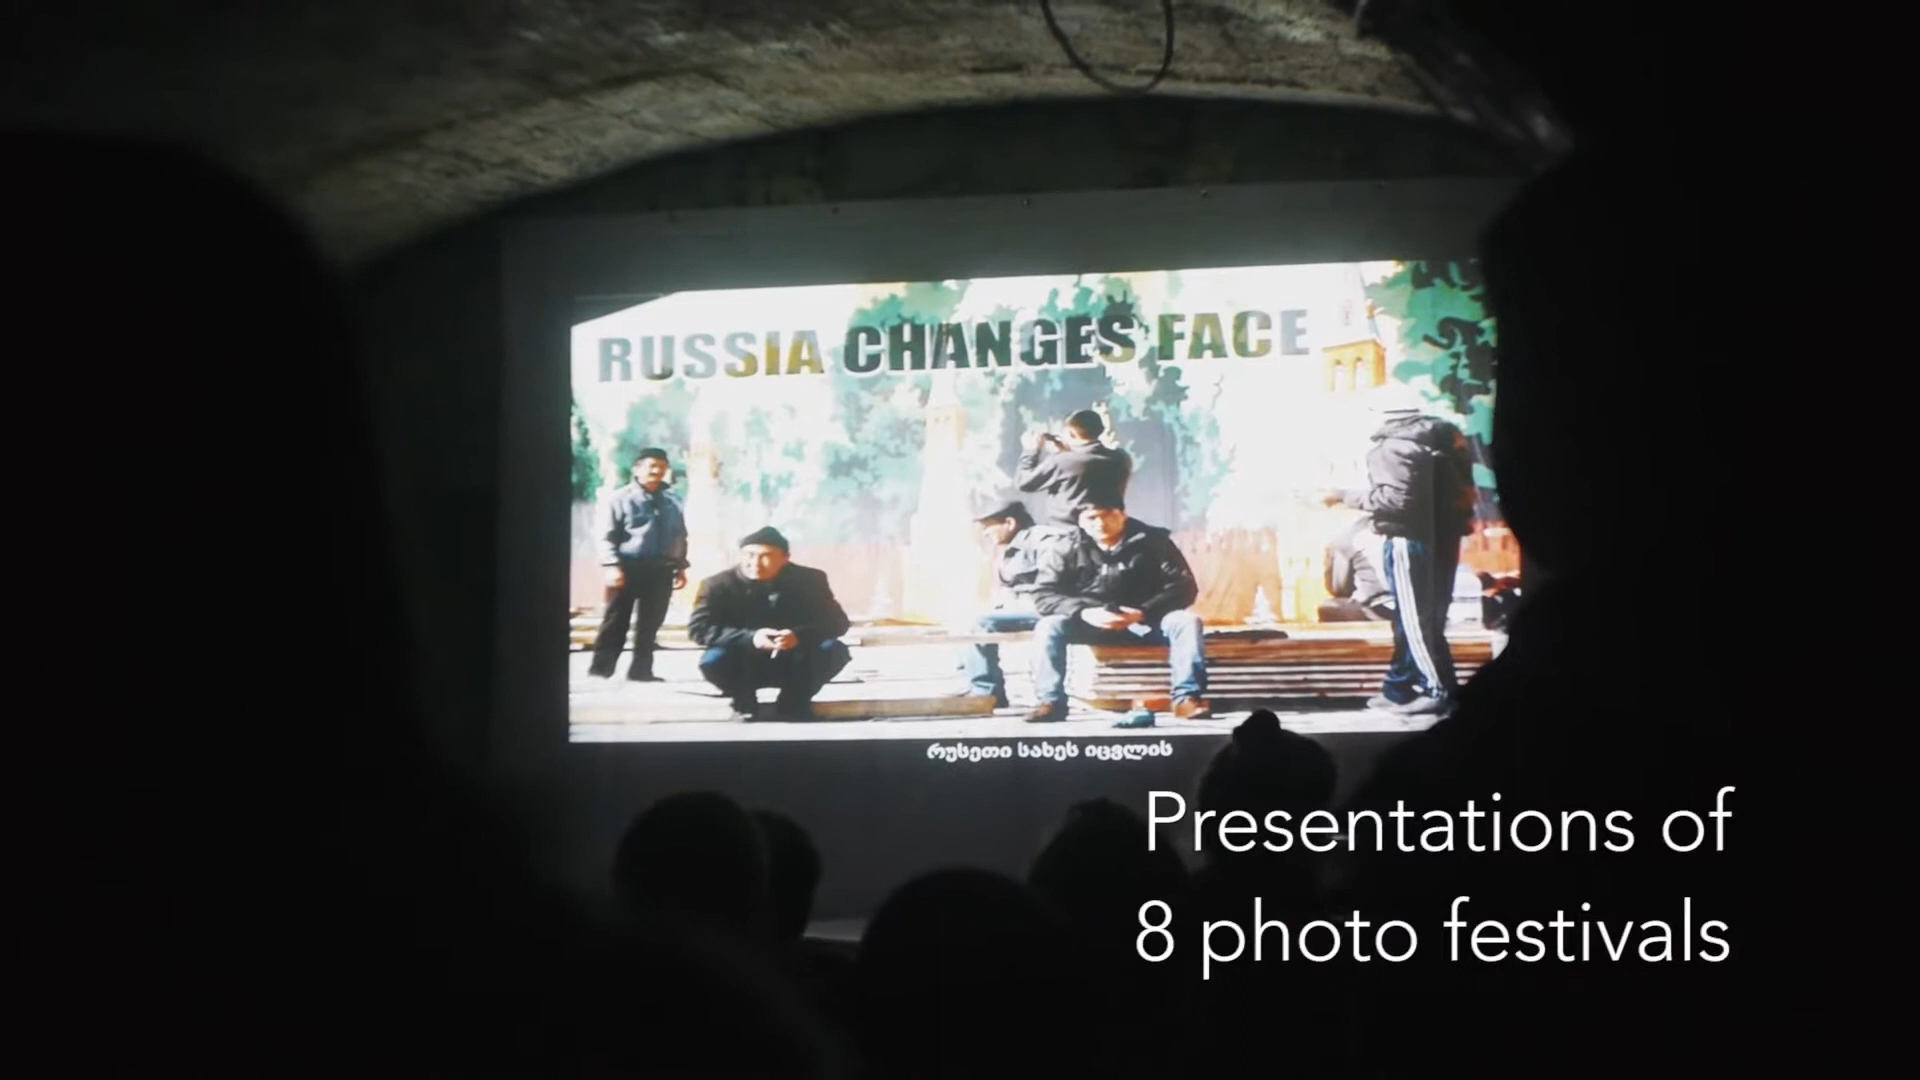 RUSSIA CHANGES FACE
რუსეთი სახეს იცვლის
Presentations of
8 photo festivals